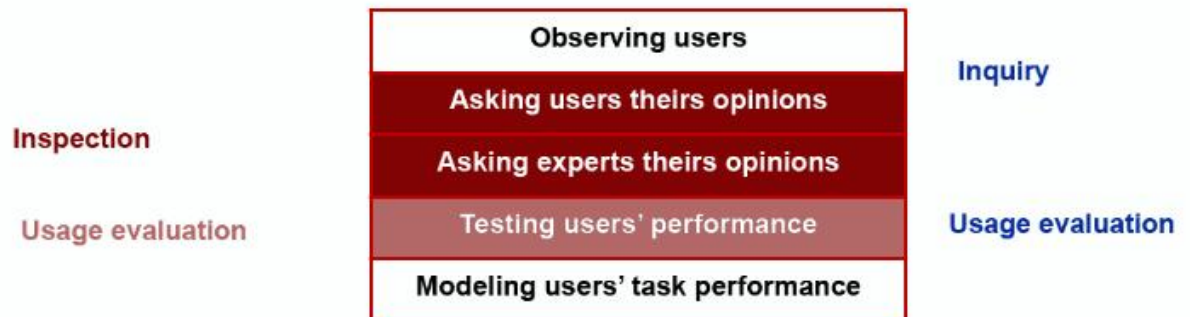 Observing users
Inquiry
Asking users theirs opinions
Inspection
Asking experts theirs opinions
Usage evaluation
Testing users' performance
Usage evaluation
Modeling users' task performance